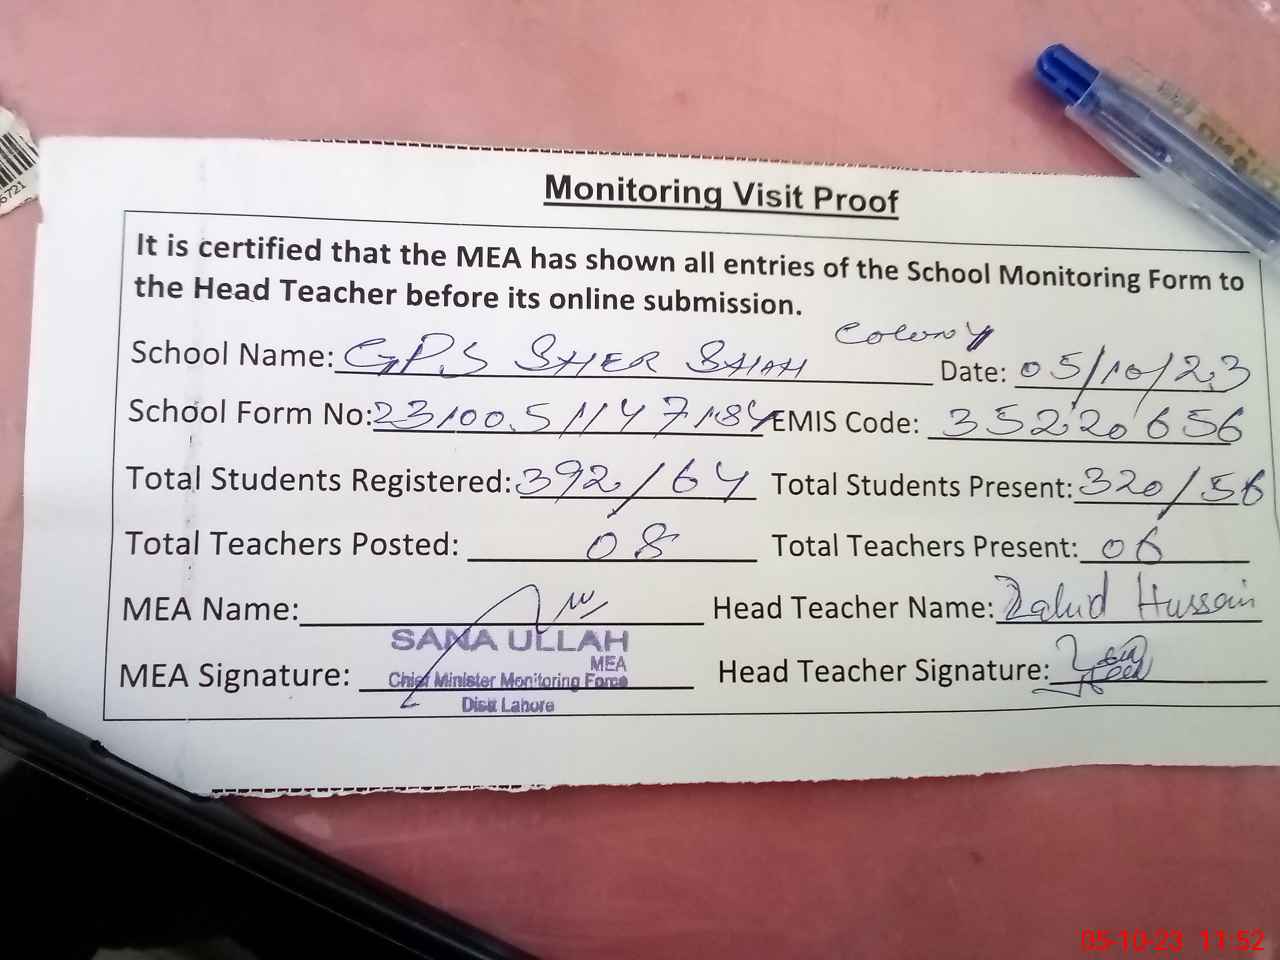 6721
Monitoring Visit Proof
It is certified that the MEA has shown all entries of the School Monitoring Form to
the Head Teacher before its online submission.
School Name: GPS SHER SHAH Colony Date: 05/10/23
School Form No: 231005114718 EMIS Code: 35220656
Total Students Registered: 392/64 Total Students Present: 320/56
Total Teachers Posted: 08 Total Teachers Present: 06
MEA Name: Head Teacher Name: Zahid Hussain
SANA ULLAH
MEA
MEA Signature: Chief Minister Monitoring Force Head Teacher Signature:
Distt Lahore
05-10-23 11:52